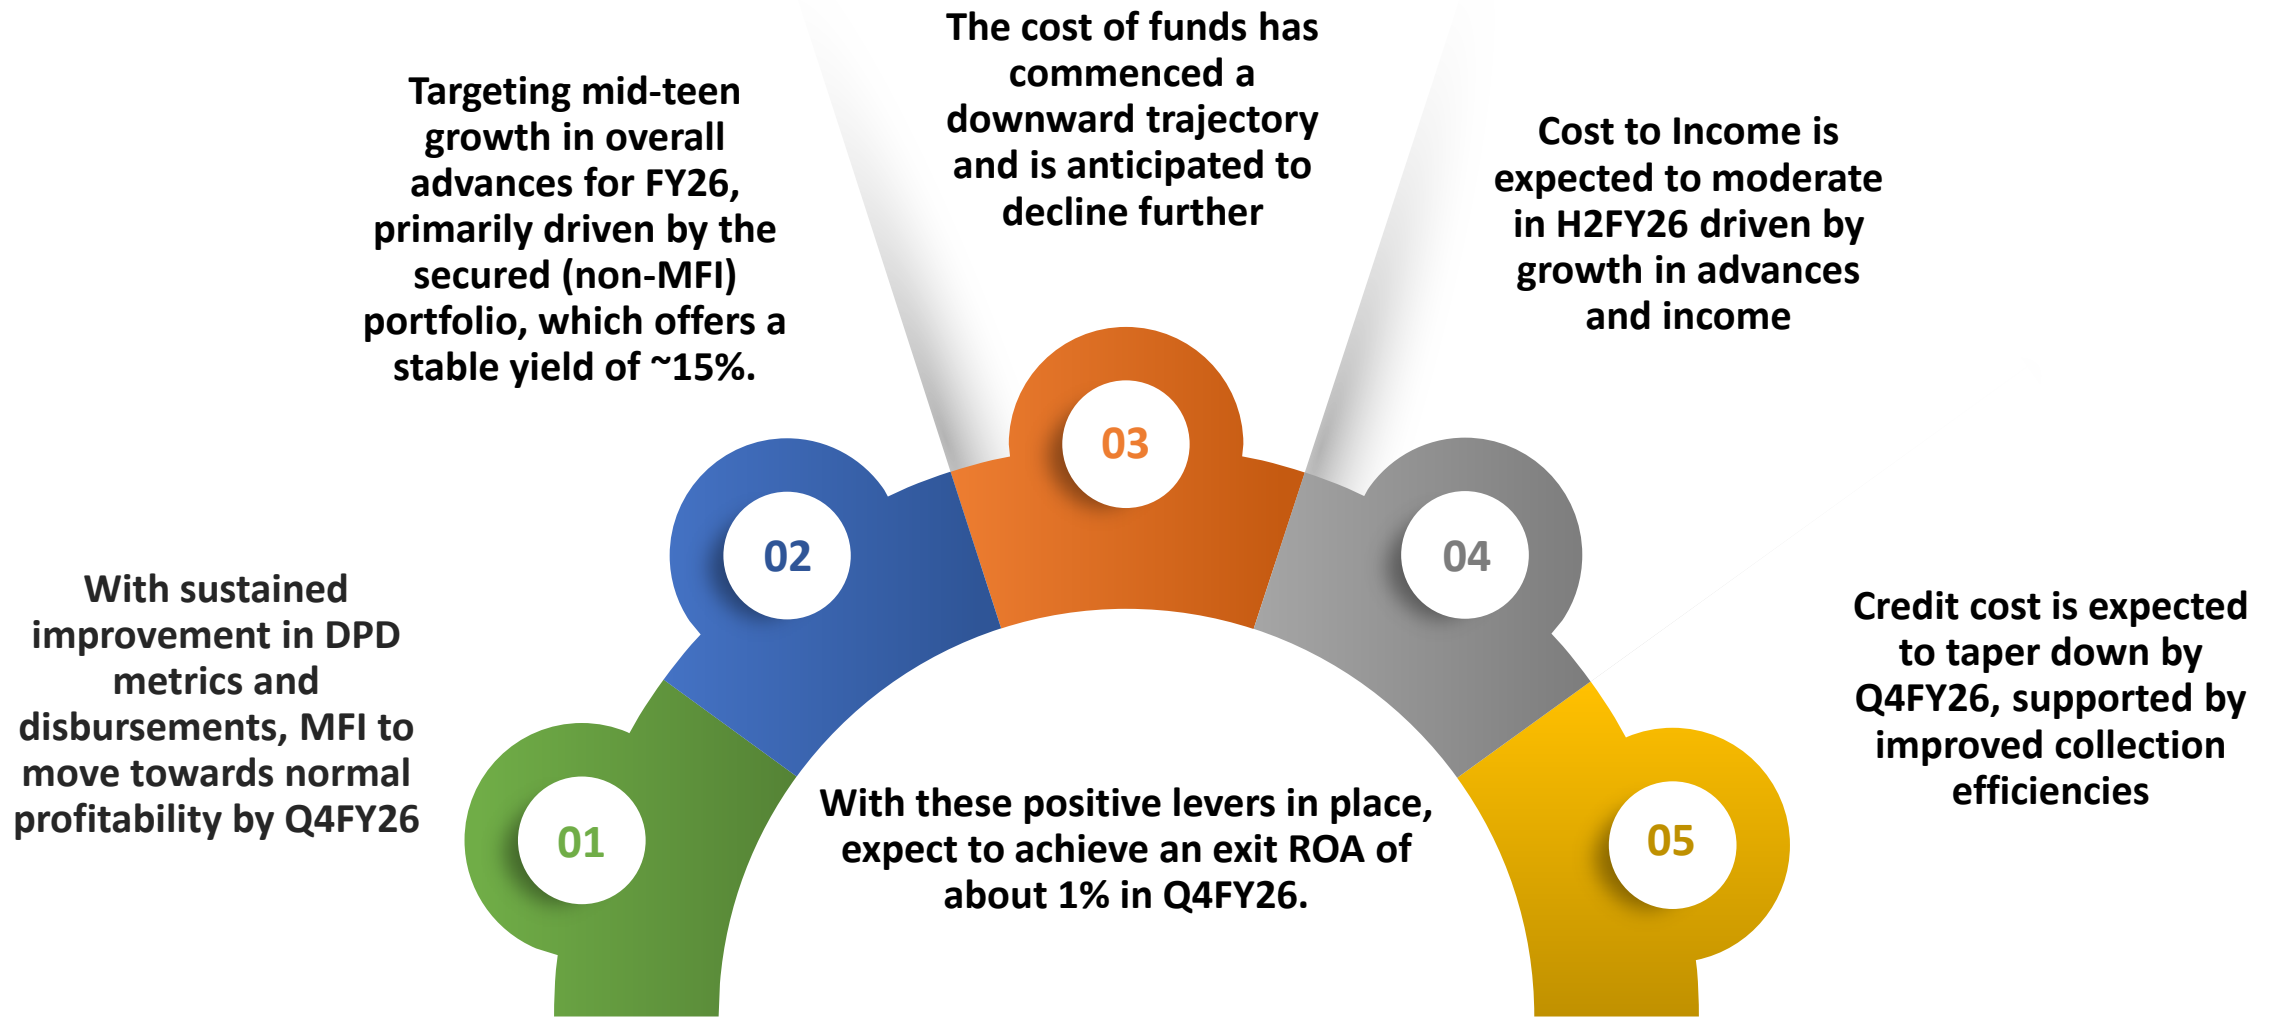 With sustained
improvement in DPD
metrics and
disbursements, MFI to
move towards normal
profitability by Q4FY26
01
Targeting mid-teen
growth in overall
advances for FY26,
primarily driven by the
secured (non-MFI)
portfolio, which offers a
stable yield of ~15%.
02
The cost of funds has
commenced a
downward trajectory
and is anticipated to
decline further
03
Cost to Income is
expected to moderate
in H2FY26 driven by
growth in advances
and income
04
Credit cost is expected
to taper down by
Q4FY26, supported by
improved collection
efficiencies
05
With these positive levers in place,
expect to achieve an exit ROA of
about 1% in Q4FY26.